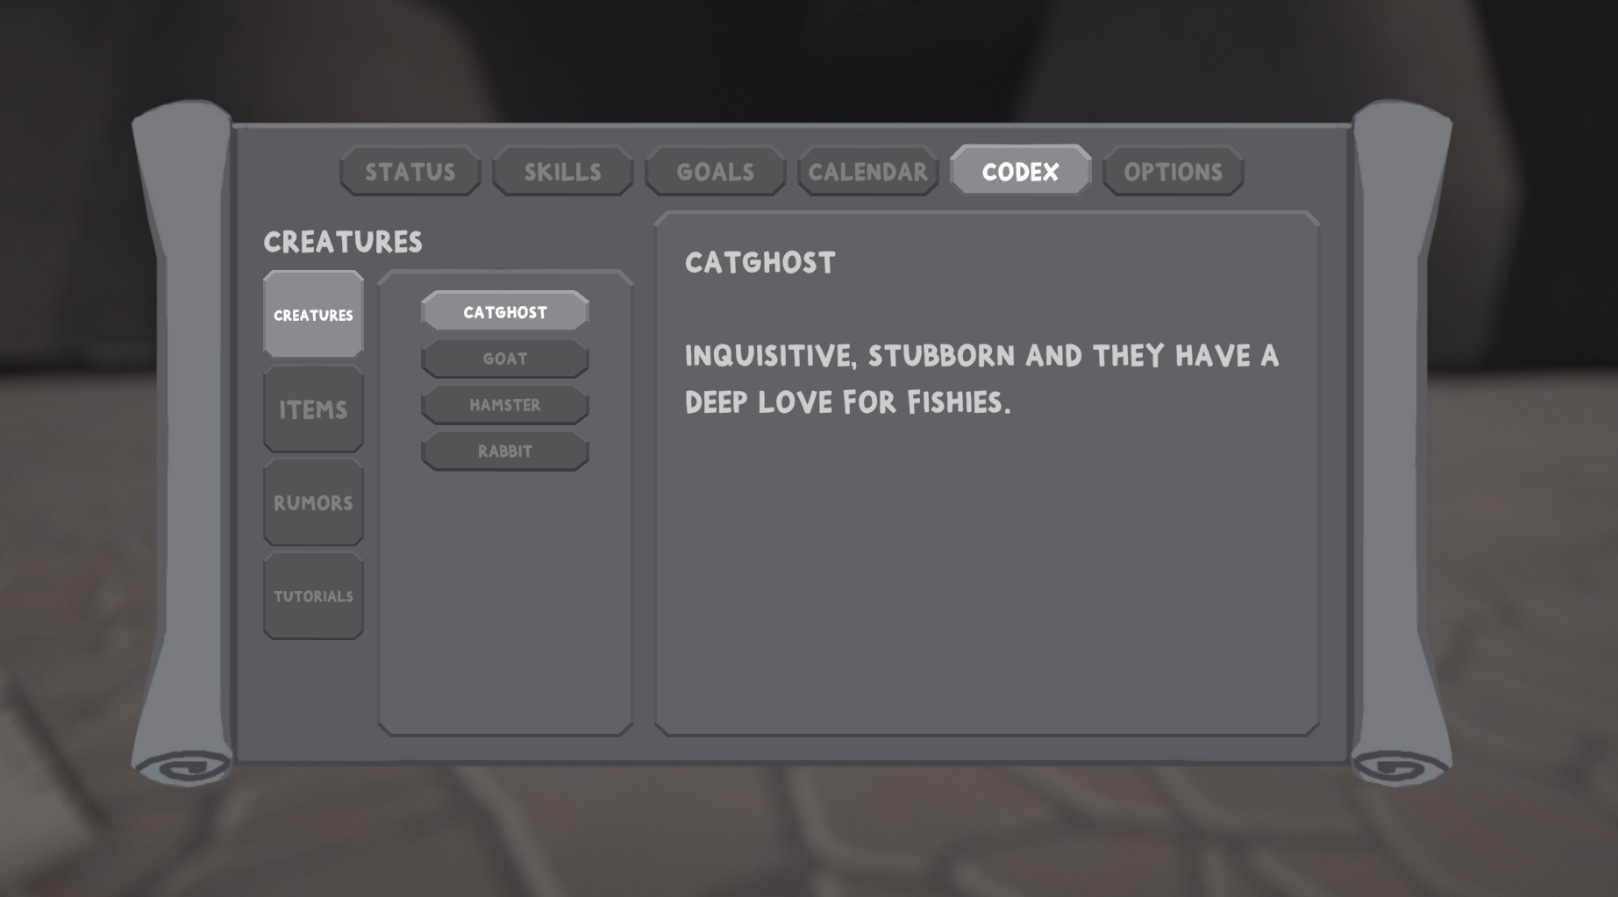 STATUS
SKILLS
GOALS
CALENDAR
CODEX
OPTIONS
CREATURES
CREATURES
ITEMS
RUMORS
TUTORIALS
CATGHOST
GOAT
HAMSTER
RABBIT
CATGHOST
INQUISITIVE, STUBBORN AND THEY HAVE A
DEEP LOVE FOR FISHIES.